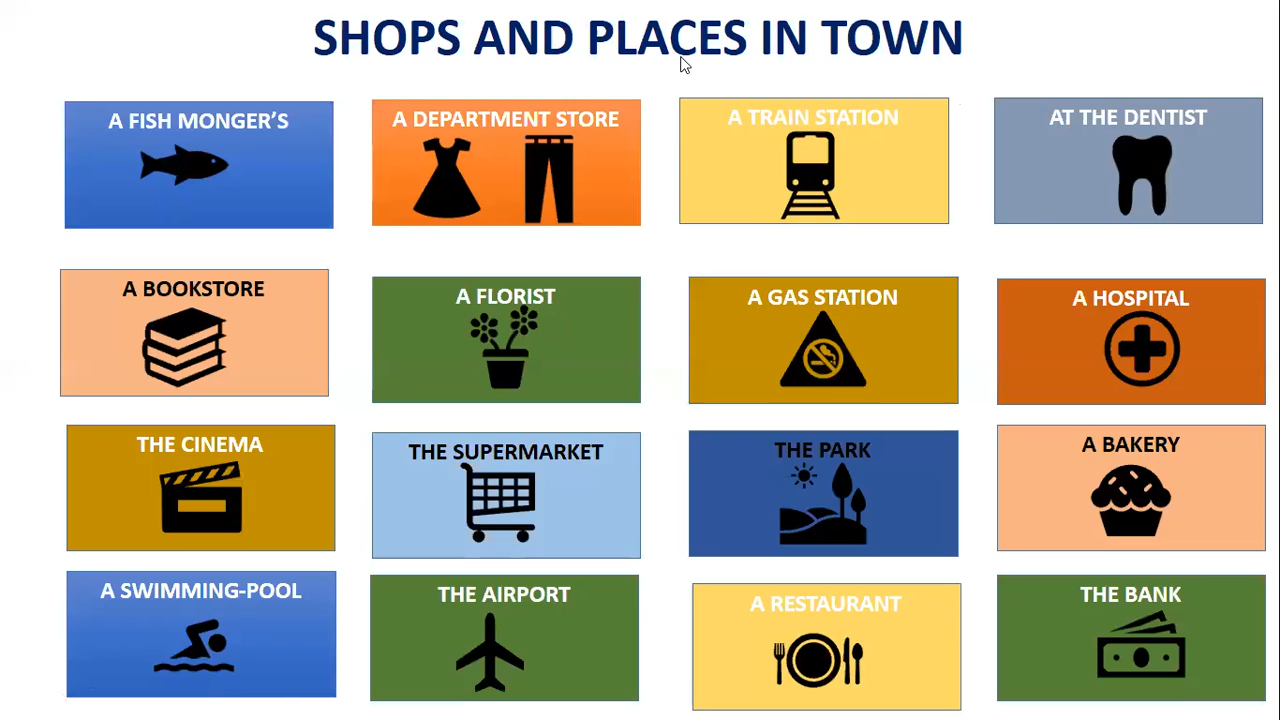 SHOPS AND PLACES IN TOWN
A FISH MONGER’S
A DEPARTMENT STORE
A TRAIN STATION
AT THE DENTIST
A BOOKSTORE
A FLORIST
A GAS STATION
A HOSPITAL
THE CINEMA
THE SUPERMARKET
THE PARK
A BAKERY
A SWIMMING-POOL
THE AIRPORT
A RESTAURANT
THE BANK